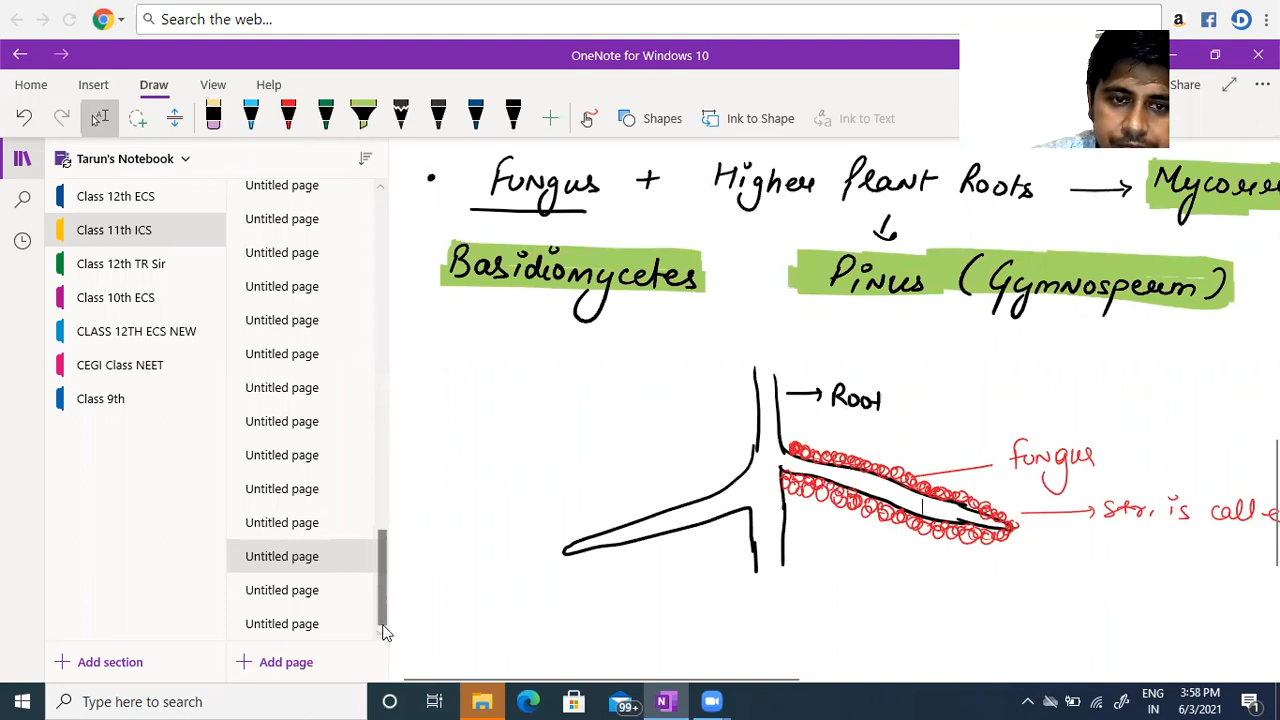 Search the web...
OneNote for Windows 10
Home Insert Draw View Help Share
Shapes Ink to Shape Ink to Text
Tarun's Notebook
Class 12th ECS
Class 11th ICS
Class 12th TR Sir
Class 10th ECS
CLASS 12TH ECS NEW
CEGI Class NEET
Class 9th
Add section
Untitled page
Untitled page
Untitled page
Untitled page
Untitled page
Untitled page
Untitled page
Untitled page
Untitled page
Untitled page
Untitled page
Untitled page
Untitled page
Untitled page
Add page
• Fungus + Higher plant Roots →
Basidiomycetes Pinus (Gymnosperm)
→ Root
fungus
→ str. is call
Type here to search
99+
ENG
IN
3:58 PM
6/3/2021
1